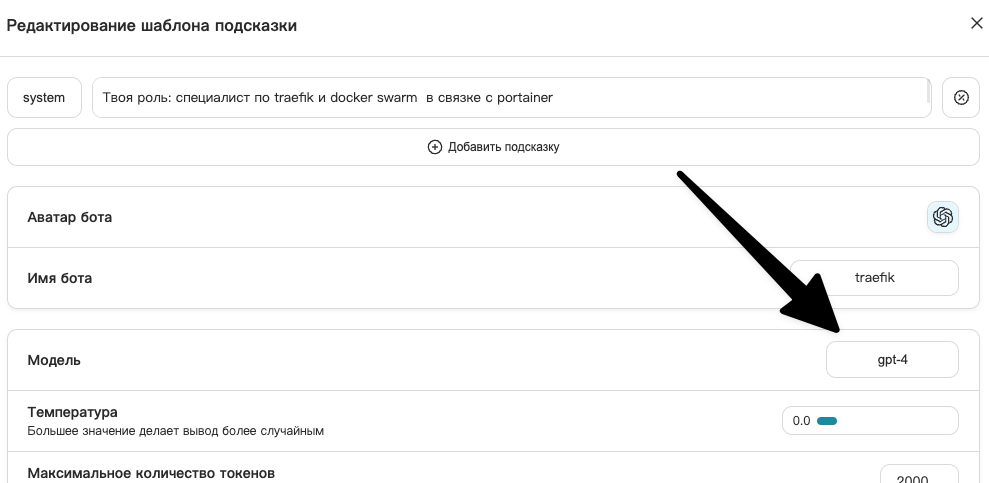 Редактирование шаблона подсказки
system
Твоя роль: специалист по traefik и docker swarm в связке с portainer
Добавить подсказку
Аватар бота
Имя бота
traefik
Модель
gpt-4
Температура
Большее значение делает вывод более случайным
0.0
Максимальное количество токенов
2000